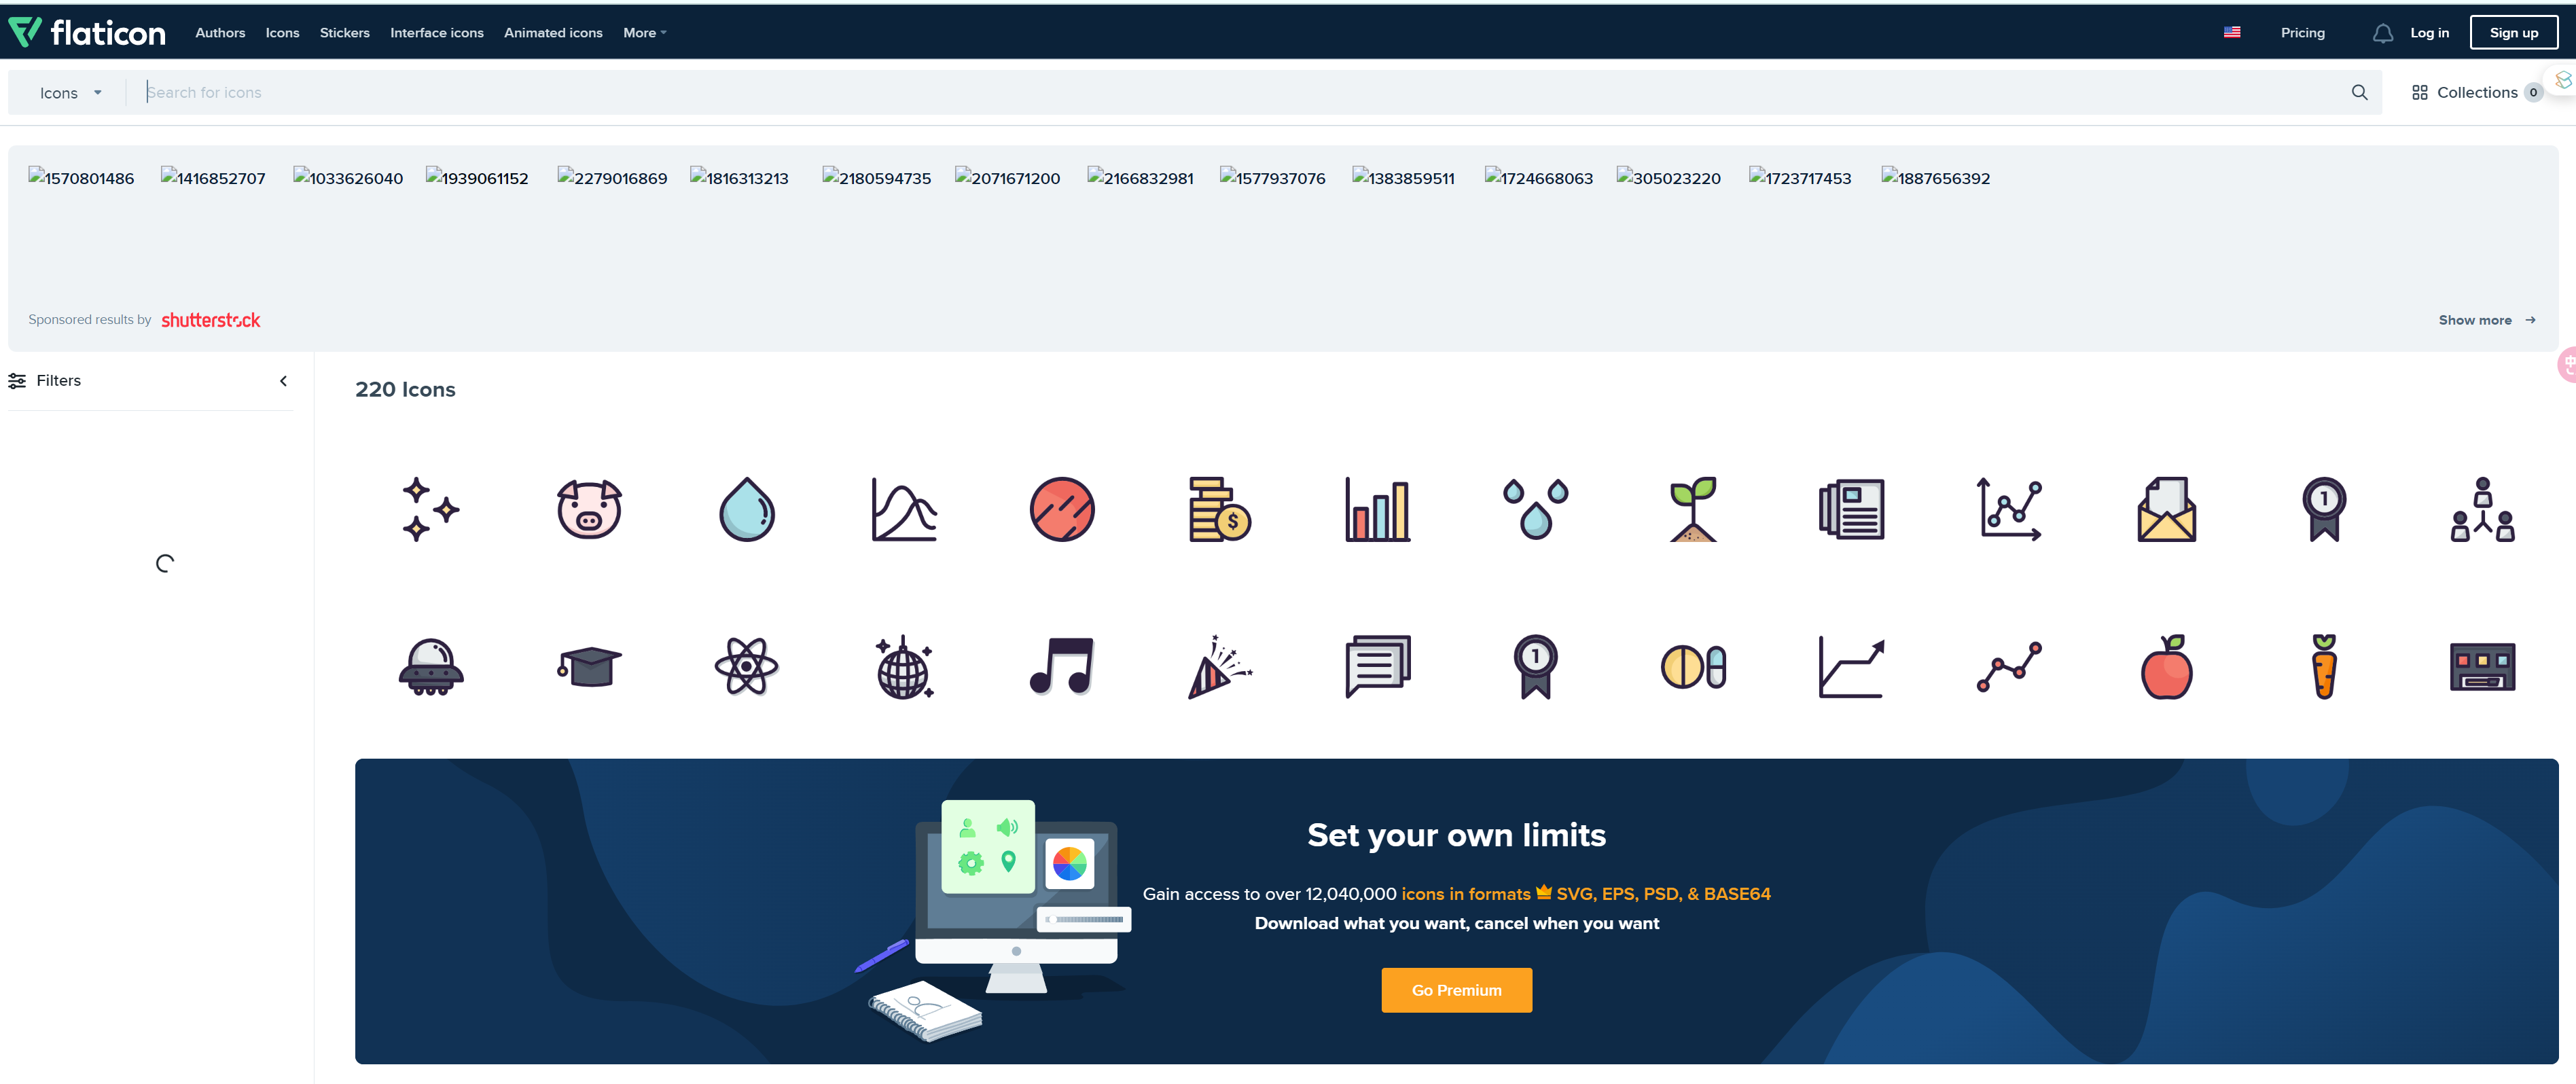 flaticon Authors Icons Stickers Interface icons Animated icons More Pricing Log in Sign up
Icons Search for icons Collections 0
1570801486 1416852707 1033626040 1939061152 2279016869 1816313213 2180594735 2071671200 2166832981 1577937076 1383859511 1724668063 305023220 1723717453 1887656392
Sponsored results by shutterstock Show more
Filters
220 Icons
$
1
1
Set your own limits
Gain access to over 12,040,000 icons in formats SVG, EPS, PSD, & BASE64
Download what you want, cancel when you want
Go Premium